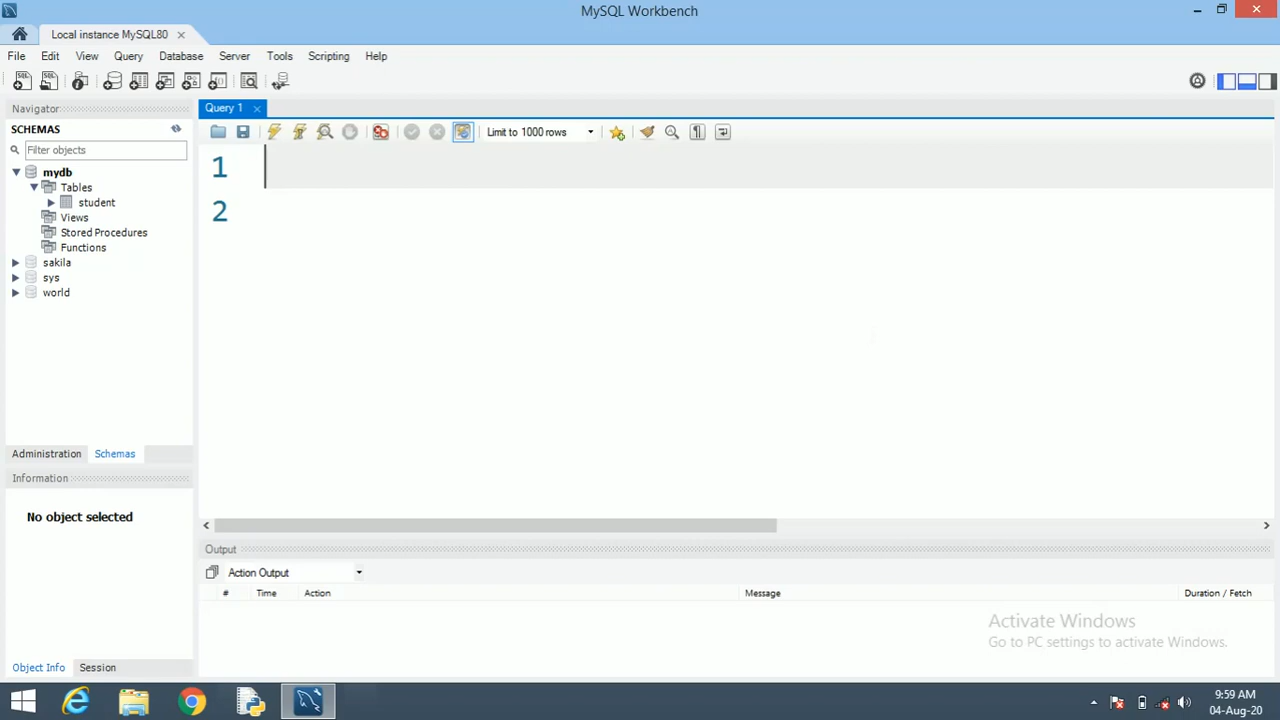 MySQL Workbench
Local instance MySQL80
File Edit View Query Database Server Tools Scripting Help
Navigator
SCHEMAS
Filter objects
mydb
Tables
student
Views
Stored Procedures
Functions
sakila
sys
world
Administration Schemas
Information
No object selected
Object Info Session
Query 1
Limit to 1000 rows
1
2
Output
Action Output
# Time Action Message Duration / Fetch
Activate Windows
Go to PC settings to activate Windows.
9:59 AM
04-Aug-20